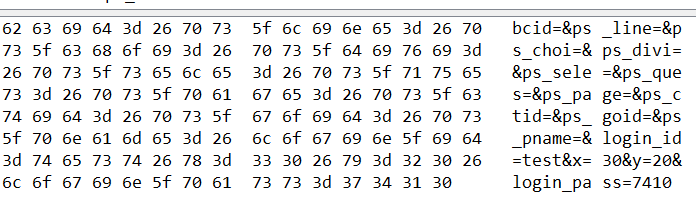 62 63 69 64 3d 26 70 73 5f 6c 69 6e 65 3d 26 70 bcid=&ps _line=&p
73 5f 63 68 6f 69 3d 26 70 73 5f 64 69 76 69 3d s_choi=& ps_divi=
26 70 73 5f 73 65 6c 65 3d 26 70 73 5f 71 75 65 &ps_sele =&ps_que
73 3d 26 70 73 5f 70 61 67 65 3d 26 70 73 5f 63 s=&ps_pa ge=&ps_c
74 69 64 3d 26 70 73 5f 67 6f 69 64 3d 26 70 73 tid=&ps_ goid=&ps
5f 70 6e 61 6d 65 3d 26 6c 6f 67 69 6e 5f 69 64 _pname=& login_id
3d 74 65 73 74 26 78 3d 33 30 26 79 3d 32 30 26 =test&x= 30&y=20&
6c 6f 67 69 6e 5f 70 61 73 73 3d 37 34 31 30 login_pa ss=7410